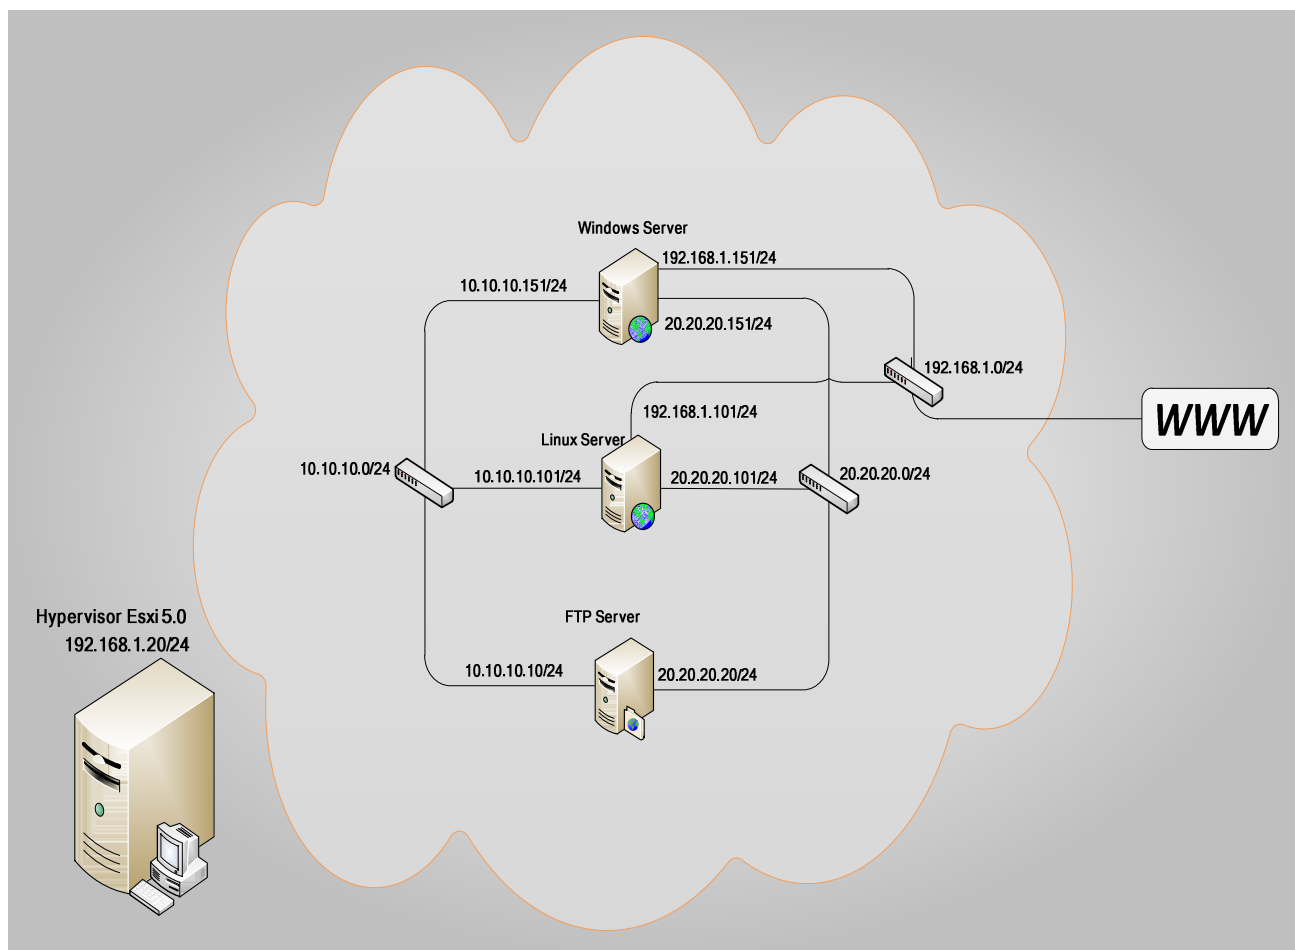 Windows Server
192.168.1.151/24
10.10.10.151/24
20.20.20.151/24
192.168.1.0/24
WWW
192.168.1.101/24
Linux Server
10.10.10.0/24
10.10.10.101/24
20.20.20.101/24
20.20.20.0/24
FTP Server
Hypervisor Esxi 5.0
192.168.1.20/24
10.10.10.10/24
20.20.20.20/24